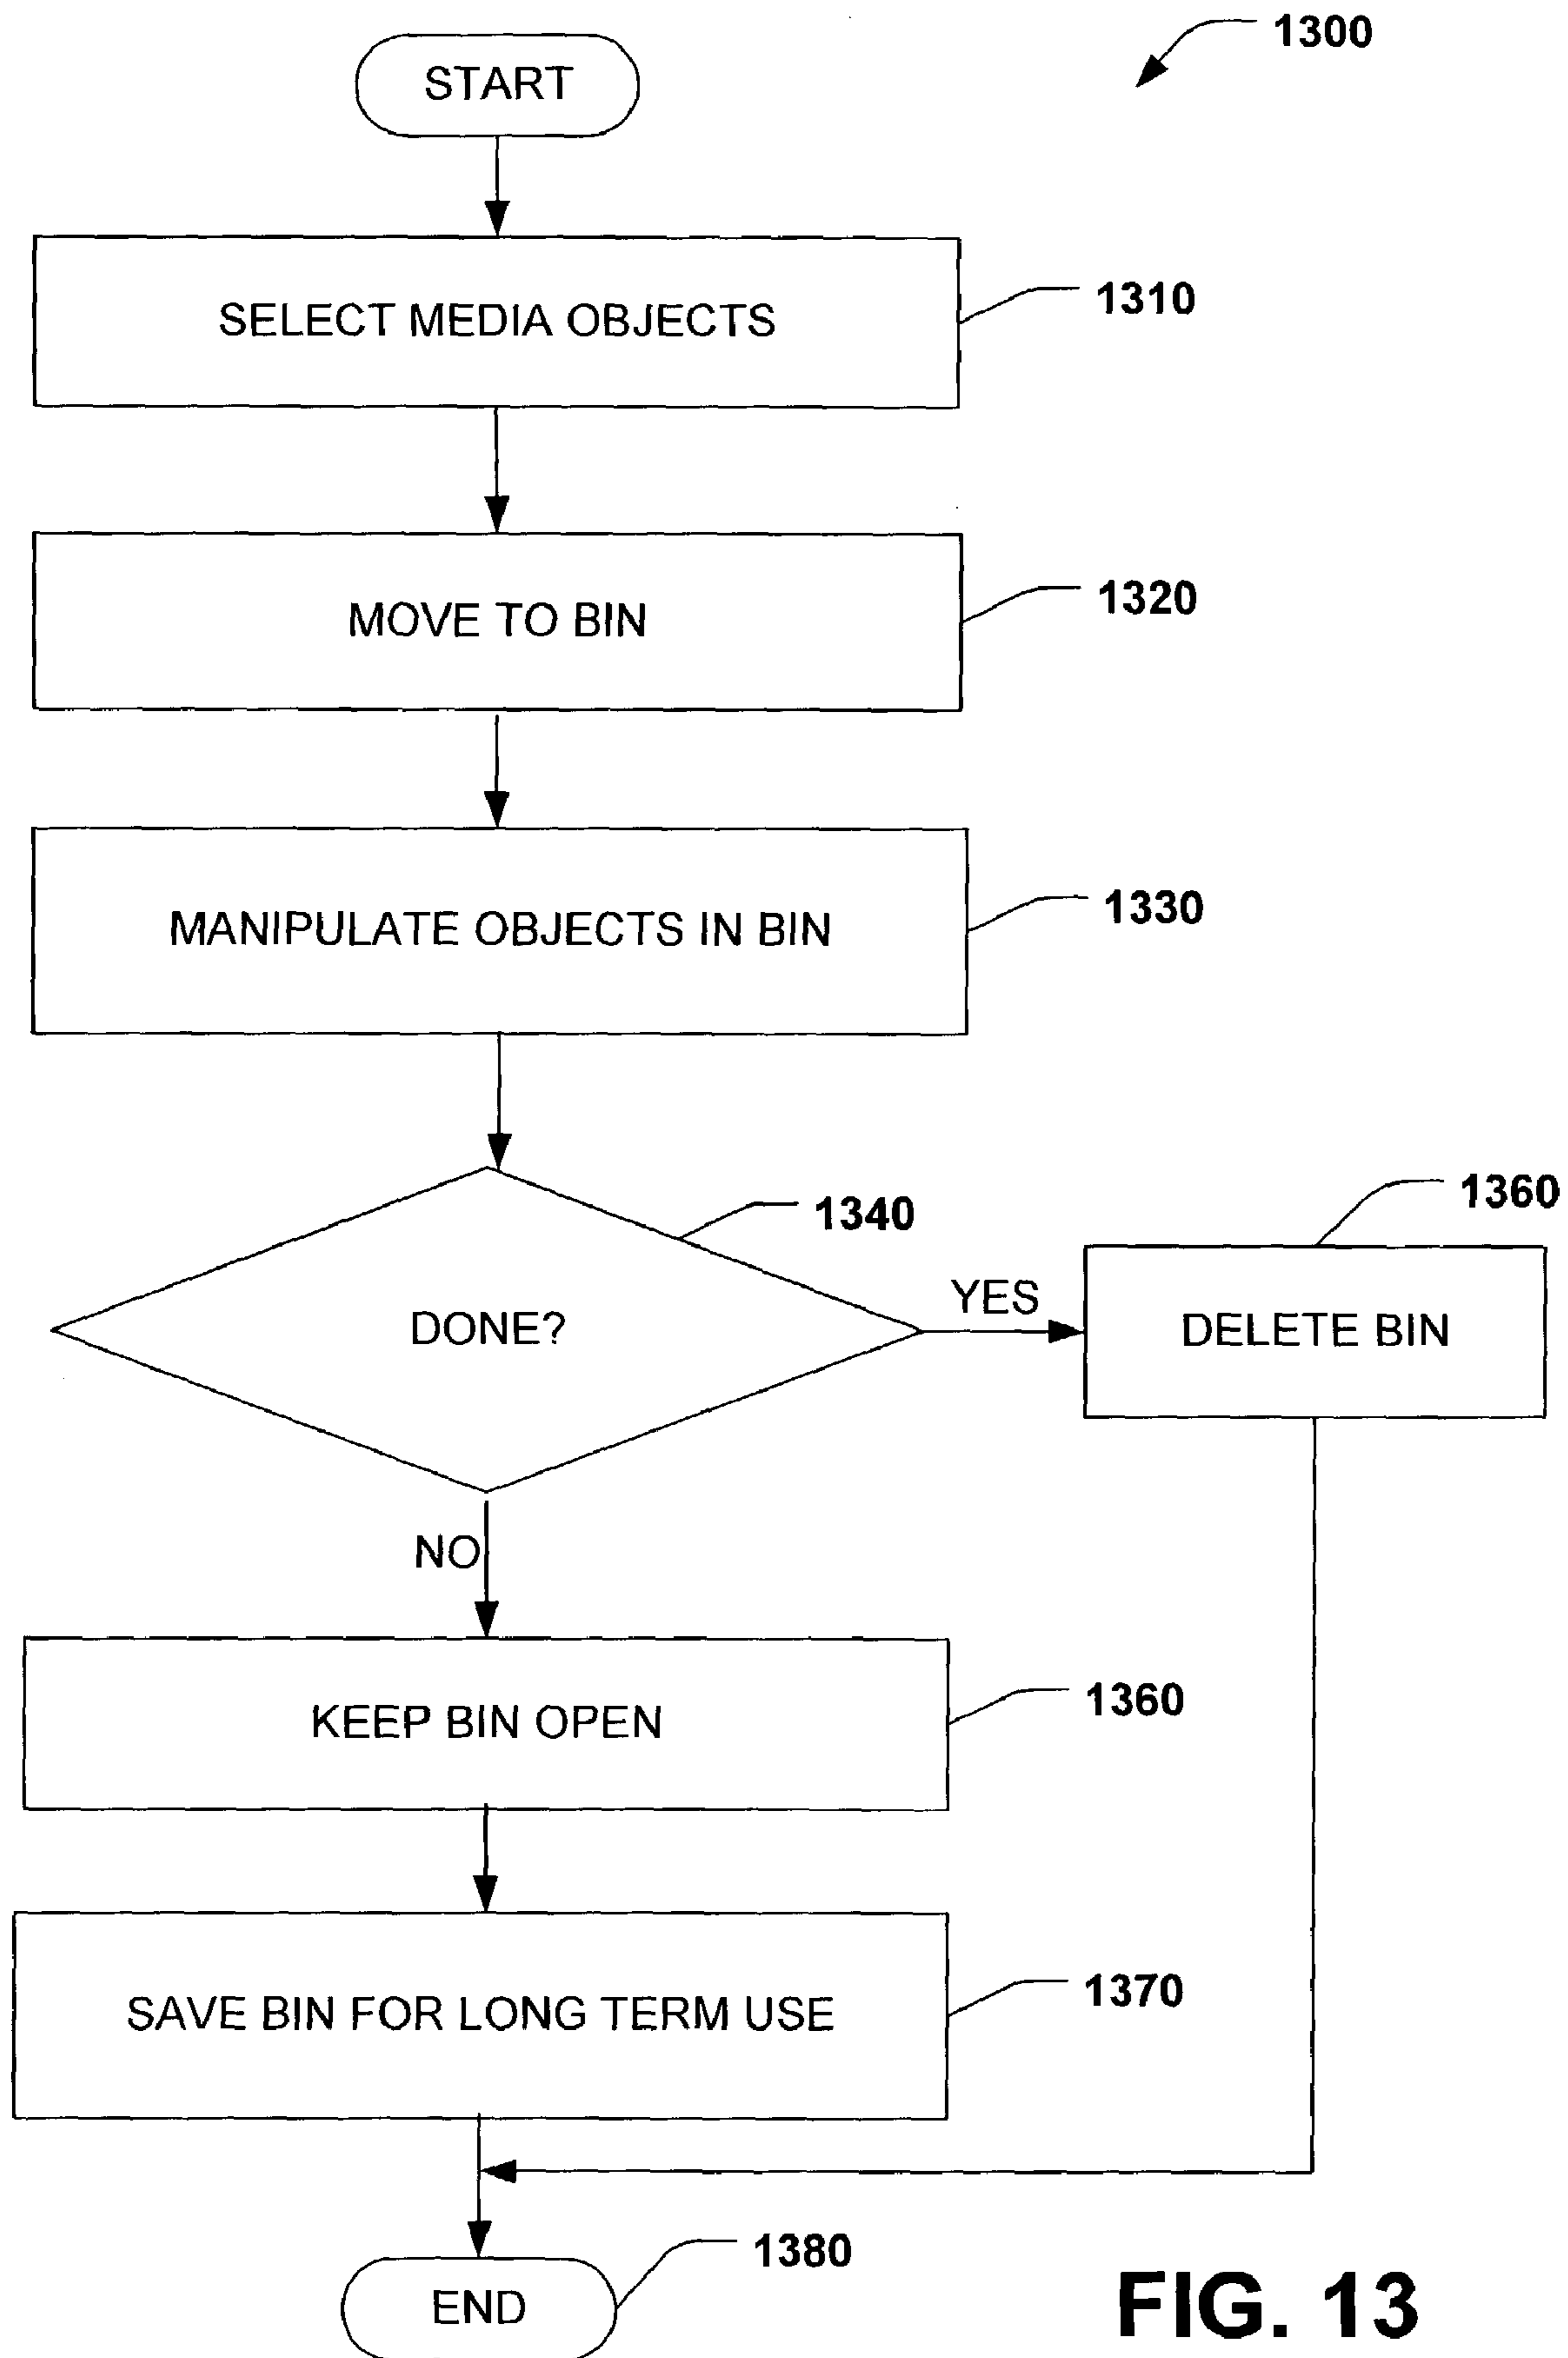 1300
START
SELECT MEDIA OBJECTS
1310
MOVE TO BIN
1320
MANIPULATE OBJECTS IN BIN
1330
1340
DONE?
YES
1360
DELETE BIN
NO
KEEP BIN OPEN
1360
SAVE BIN FOR LONG TERM USE
1370
END
1380
FIG. 13